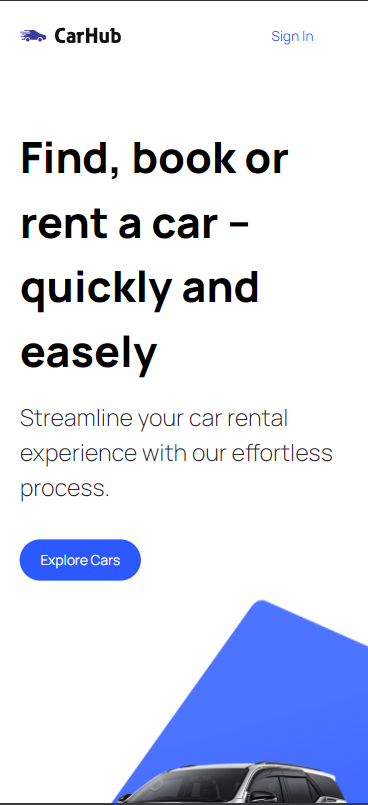 CarHub
Sign In
Find, book or
rent a car –
quickly and
easely
Streamline your car rental
experience with our effortless
process.
Explore Cars